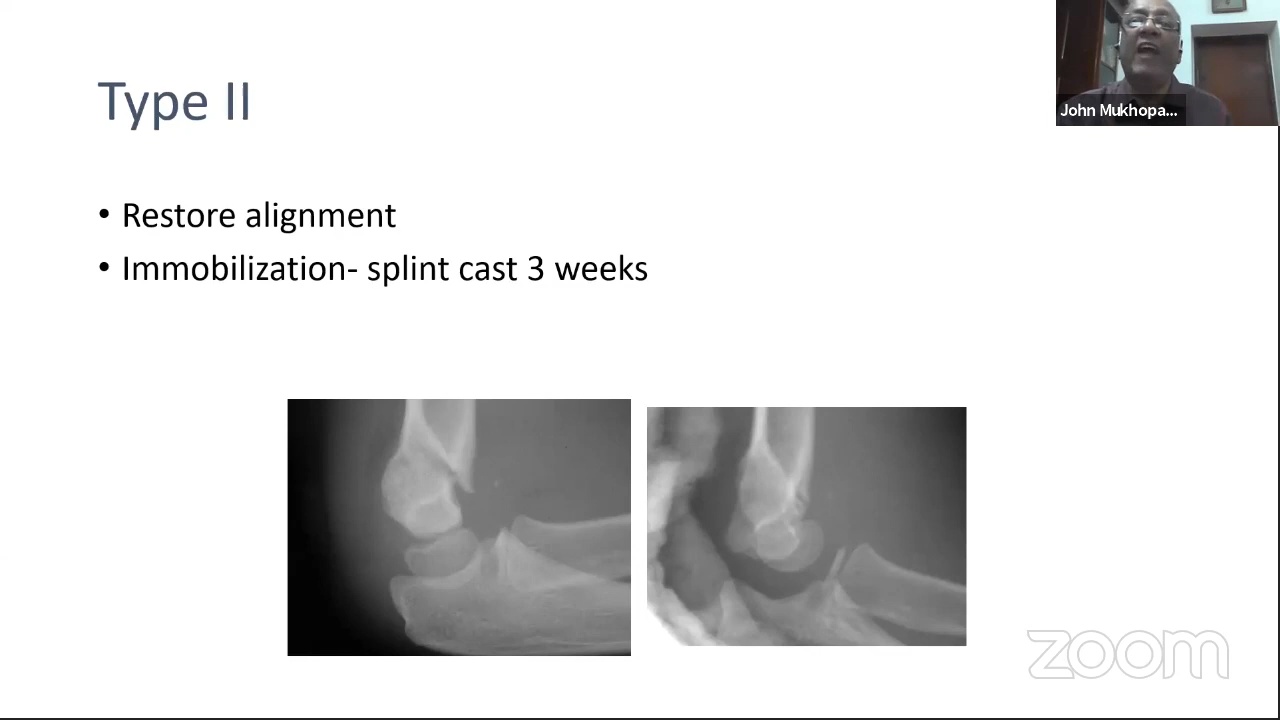 Type II
John Mukhopa...
• Restore alignment
• Immobilization- splint cast 3 weeks
zoom